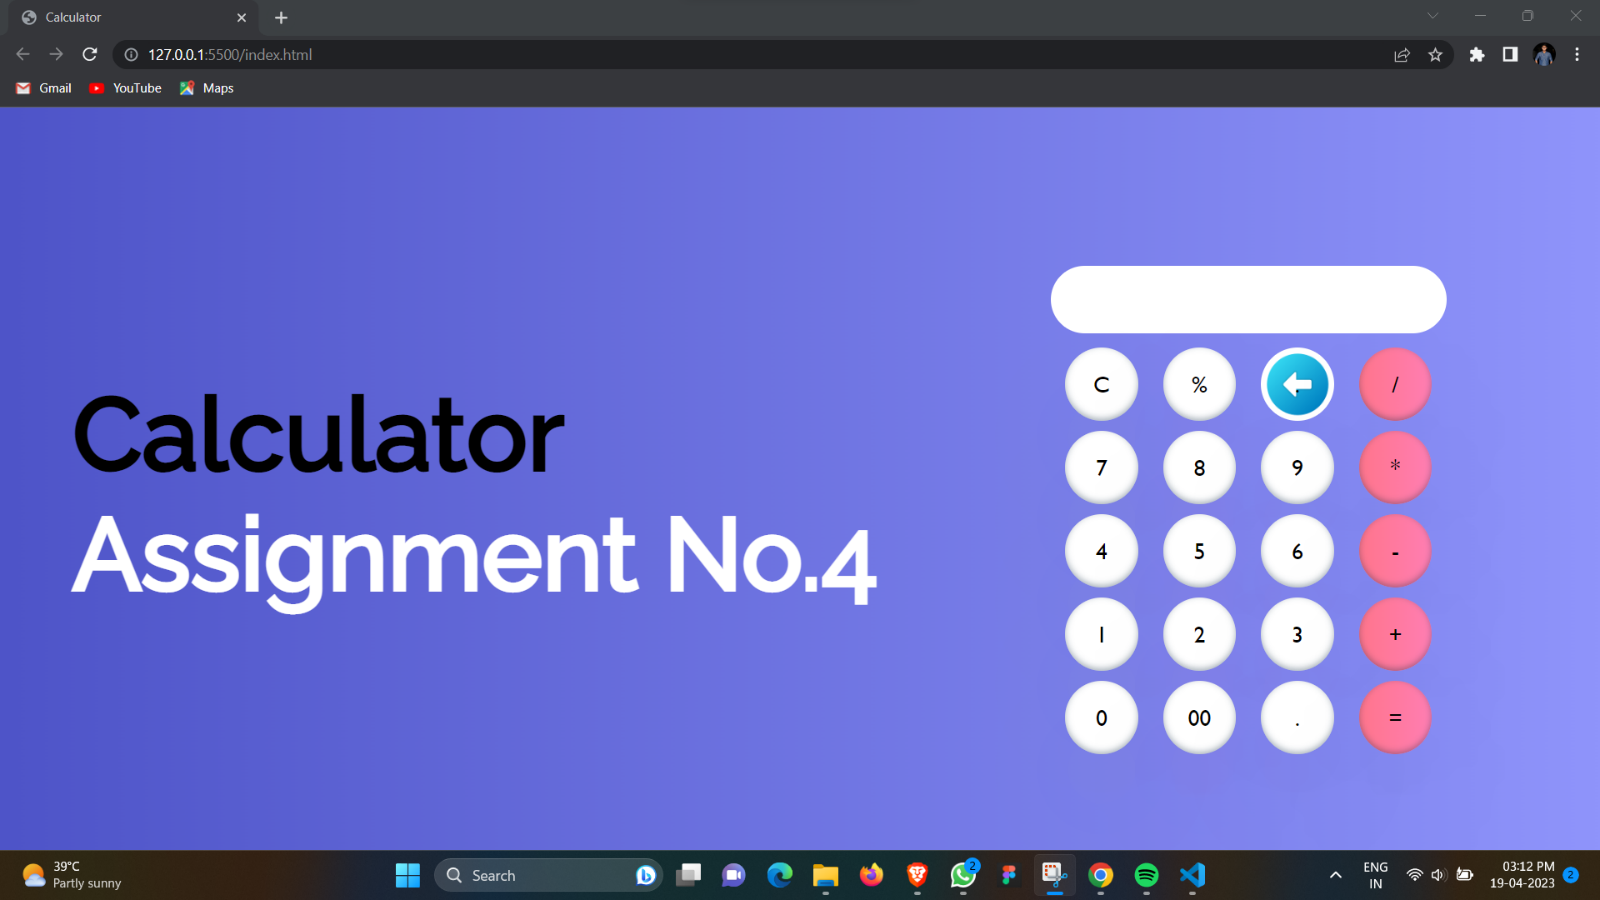 Calculator
127.0.0.1:5500/index.html
Gmail YouTube Maps
Calculator
Assignment No.4
C % /
7 8 9 *
4 5 6 -
1 2 3 +
0 00 . =
39°C
Partly sunny
Search
2
ENG
IN
03:12 PM
19-04-2023
2